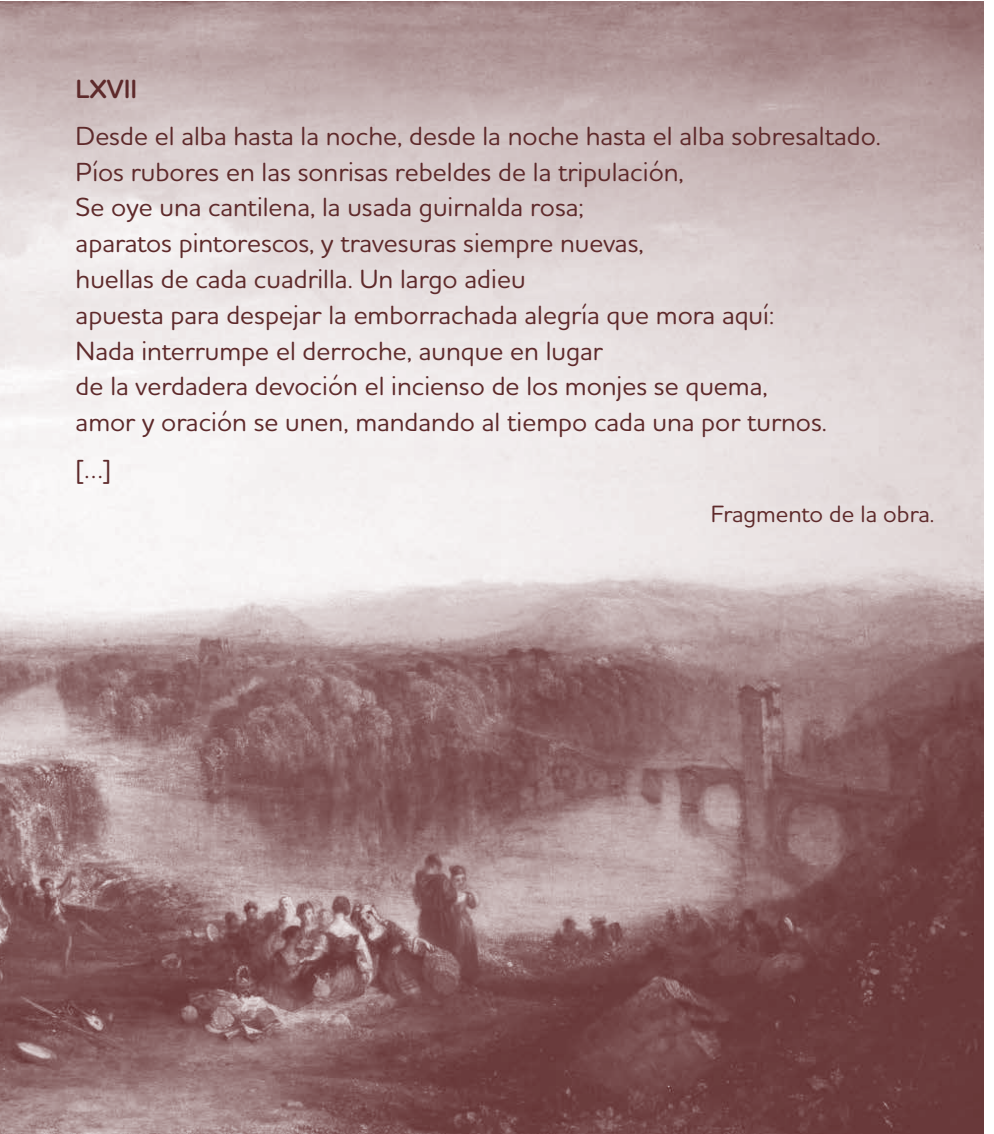 LXVII
Desde el alba hasta la noche, desde la noche hasta el alba sobresaltado.
Píos rubores en las sonrisas rebeldes de la tripulación,
Se oye una cantilena, la usada guirnalda rosa;
aparatos pintorescos, y travesuras siempre nuevas,
huellas de cada cuadrilla. Un largo adieu
apuesta para despejar la emborrachada alegría que mora aquí:
Nada interrumpe el derroche, aunque en lugar
de la verdadera devoción el incienso de los monjes se quema,
amor y oración se unen, mandando al tiempo cada una por turnos.
[...]
Fragmento de la obra.